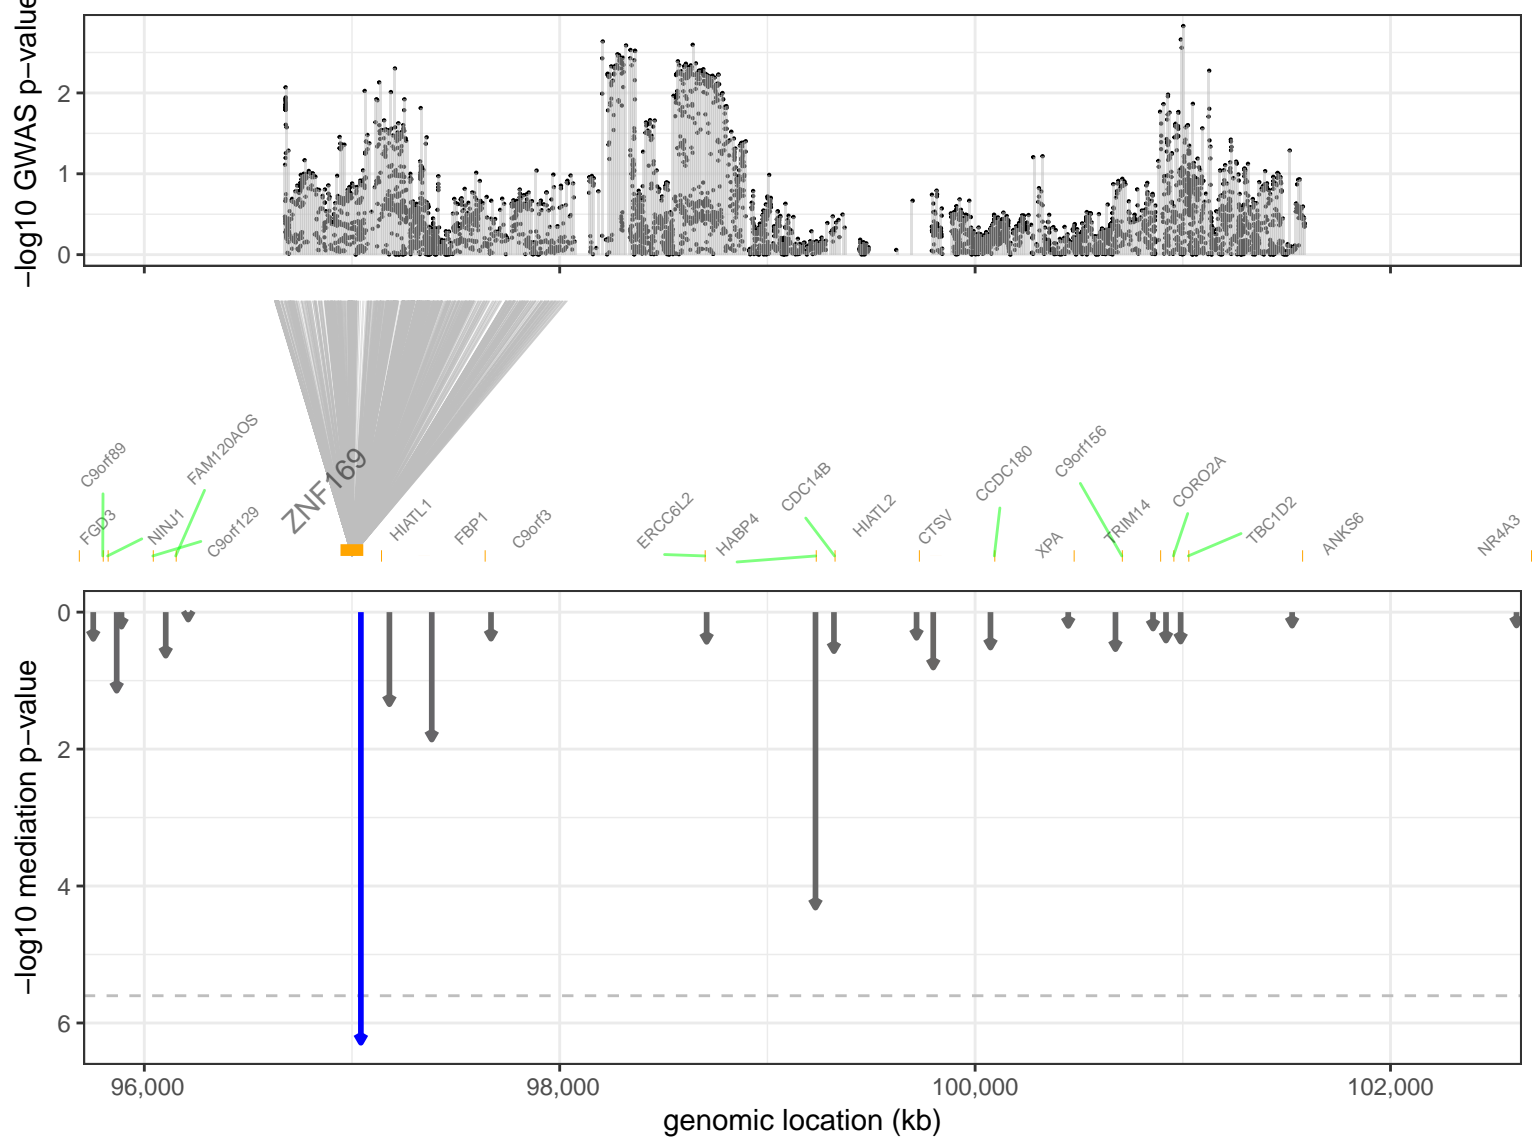 −log10 GWAS p−value
2
1
0
C9orf89
FAM120AOS
FGD3
NINJ1
C9orf129
ZNF169
HIATL1
FBP1
C9orf3
ERCC6L2
HABP4
CDC14B
HIATL2
CTSV
CCDC180
XPA
C9orf156
TRIM14
CORO2A
TBC1D2
ANKS6
NR4A3
−log10 mediation p−value
0
2
4
6
96,000
98,000
100,000
102,000
genomic location (kb)